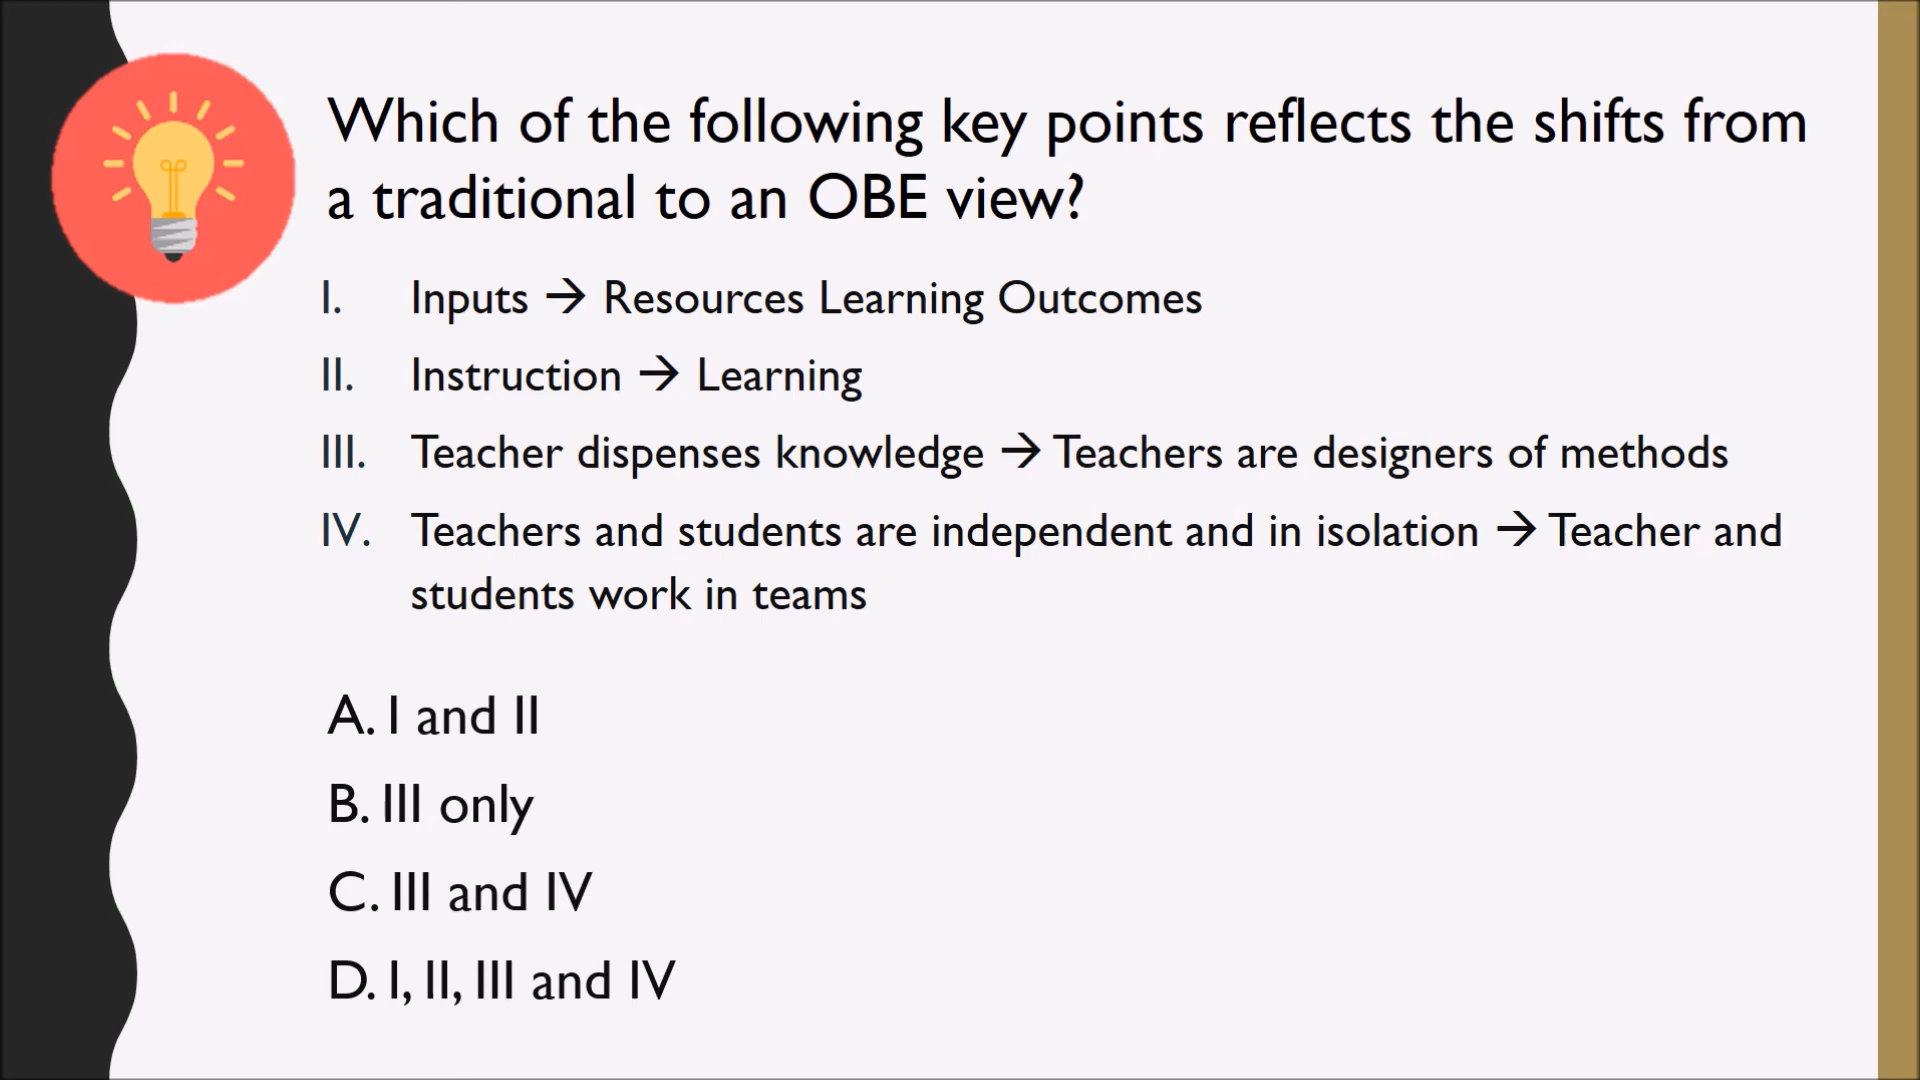 Which of the following key points reflects the shifts from
a traditional to an OBE view?
I. Inputs → Resources Learning Outcomes
II. Instruction → Learning
III. Teacher dispenses knowledge → Teachers are designers of methods
IV. Teachers and students are independent and in isolation → Teacher and
students work in teams
A. I and II
B. III only
C. III and IV
D. I, II, III and IV